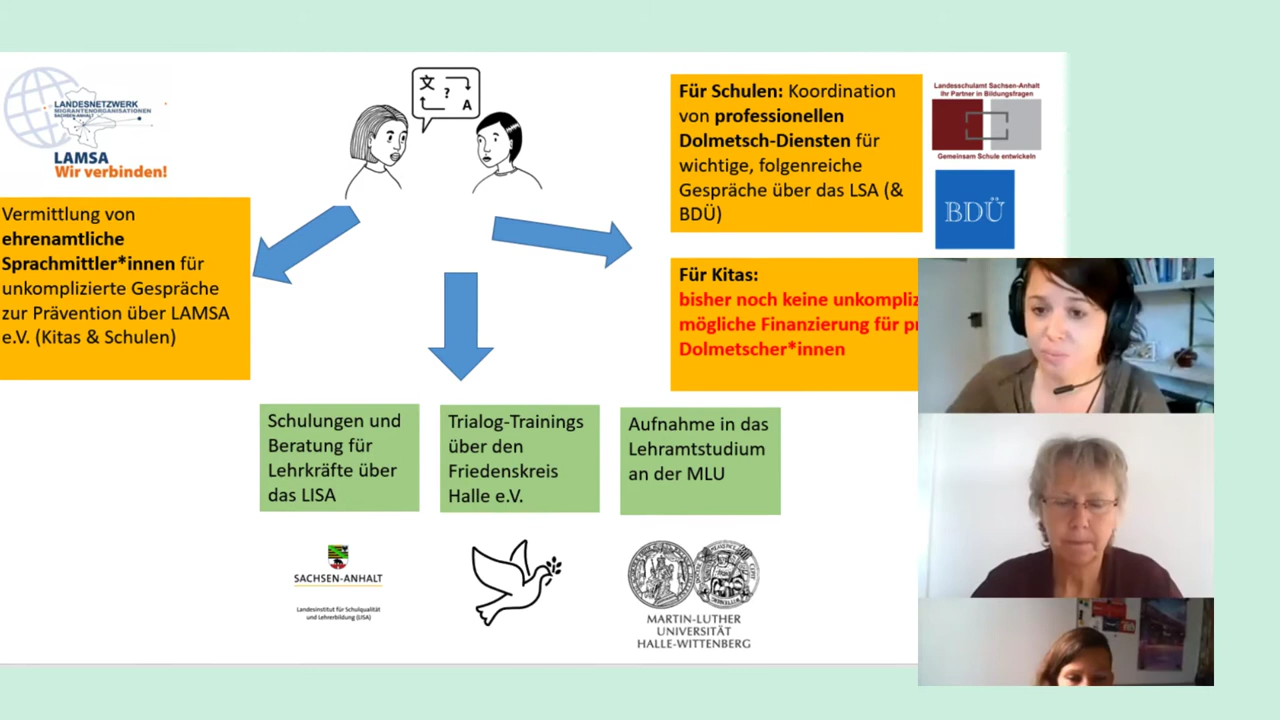 LANDESNETZWERK
MIGRANTENORGANISATIONEN
SACHSEN-ANHALT
LAMSA
Wir verbinden!
Vermittlung von
ehrenamtliche
Sprachmittler*innen für
unkomplizierte Gespräche
zur Prävention über LAMSA
e.V. (Kitas & Schulen)
文
?
A
Für Schulen: Koordination
von professionellen
Dolmetsch-Diensten für
wichtige, folgenreiche
Gespräche über das LSA (&
BDÜ)
Landesschulamt Sachsen-Anhalt
Ihr Partner in Bildungsfragen
Gemeinsam Schule entwickeln
BDÜ
Für Kitas:
bisher noch keine unkompliz
mögliche Finanzierung für pr
Dolmetscher*innen
Schulungen und
Beratung für
Lehrkräfte über
das LISA
Trialog-Trainings
über den
Friedenskreis
Halle e.V.
Aufnahme in das
Lehramtstudium
an der MLU
SACHSEN-ANHALT
Landesinstitut für Schulqualität
und Lehrerbildung (LISA)
MARTIN-LUTHER
UNIVERSITÄT
HALLE-WITTENBERG